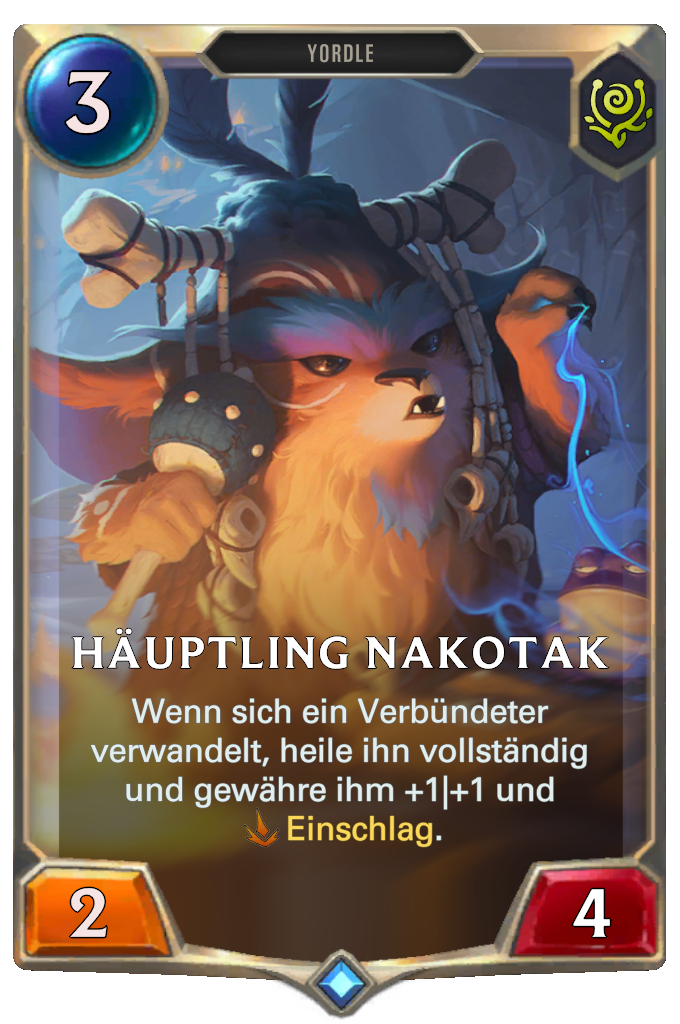 YORDLE
3
HÄUPTLING NAKOTAK
Wenn sich ein Verbündeter
verwandelt, heile ihn vollständig
und gewähre ihm +1|+1 und
Einschlag.
2
4